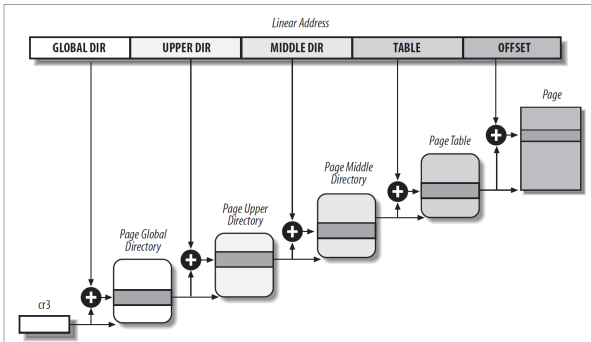 Linear Address
GLOBAL DIR
UPPER DIR
MIDDLE DIR
TABLE
OFFSET
Page
Page Table
Page Middle
Directory
Page Upper
Directory
Page Global
Directory
cr3